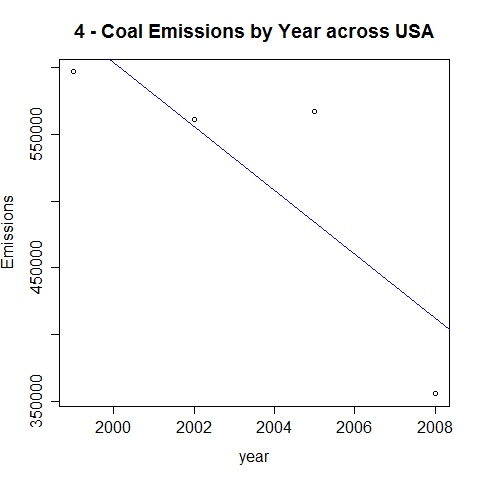 4 - Coal Emissions by Year across USA
Emissions
550000
450000
350000
2000 2002 2004 2006 2008
year